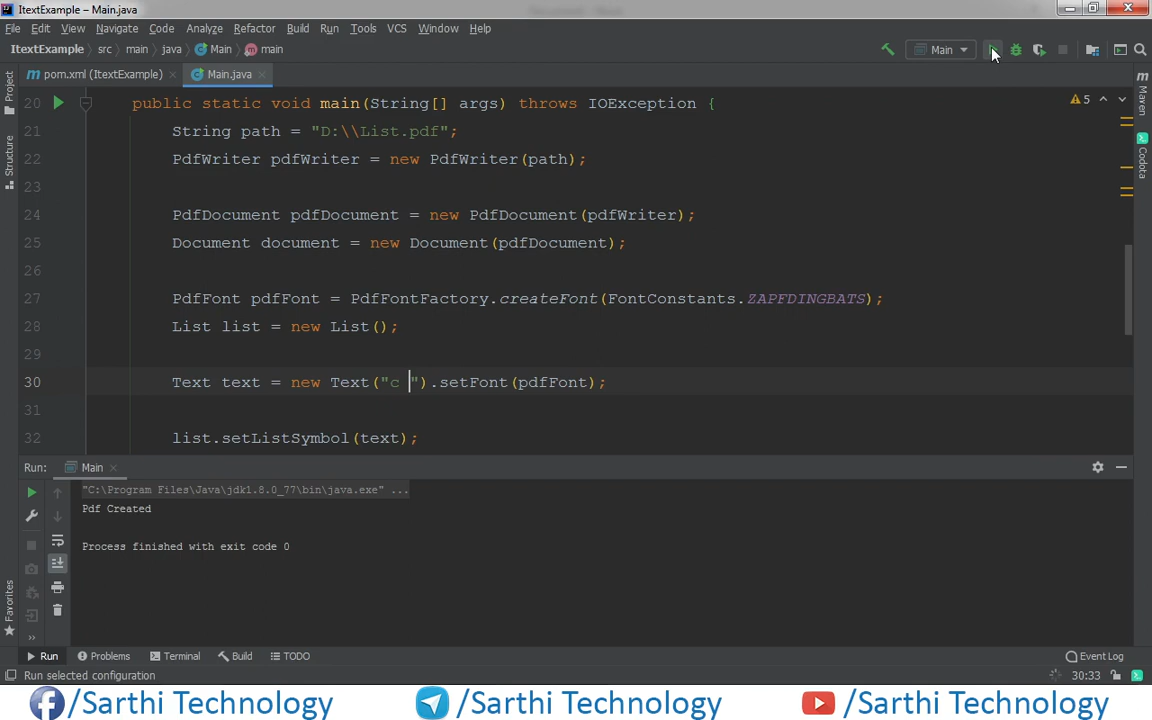 ItextExample – Main.java
File Edit View Navigate Code Analyze Refactor Build Run Tools VCS Window Help
ItextExample src main java Main main
Main
pom.xml (ItextExample) Main.java
Project
Structure
Favorites
Maven
Codota
5
20 public static void main(String[] args) throws IOException {
21 String path = "D:\\List.pdf";
22 PdfWriter pdfWriter = new PdfWriter(path);
23
24 PdfDocument pdfDocument = new PdfDocument(pdfWriter);
25 Document document = new Document(pdfDocument);
26
27 PdfFont pdfFont = PdfFontFactory.createFont(FontConstants.ZAPFDINGBATS);
28 List list = new List();
29
30 Text text = new Text("c ").setFont(pdfFont);
31
32 list.setListSymbol(text);
Run: Main
"C:\Program Files\Java\jdk1.8.0_77\bin\java.exe" ...
Pdf Created
Process finished with exit code 0
Run Problems Terminal Build TODO Event Log
Run selected configuration 30:33
/Sarthi Technology /Sarthi Technology /Sarthi Technology